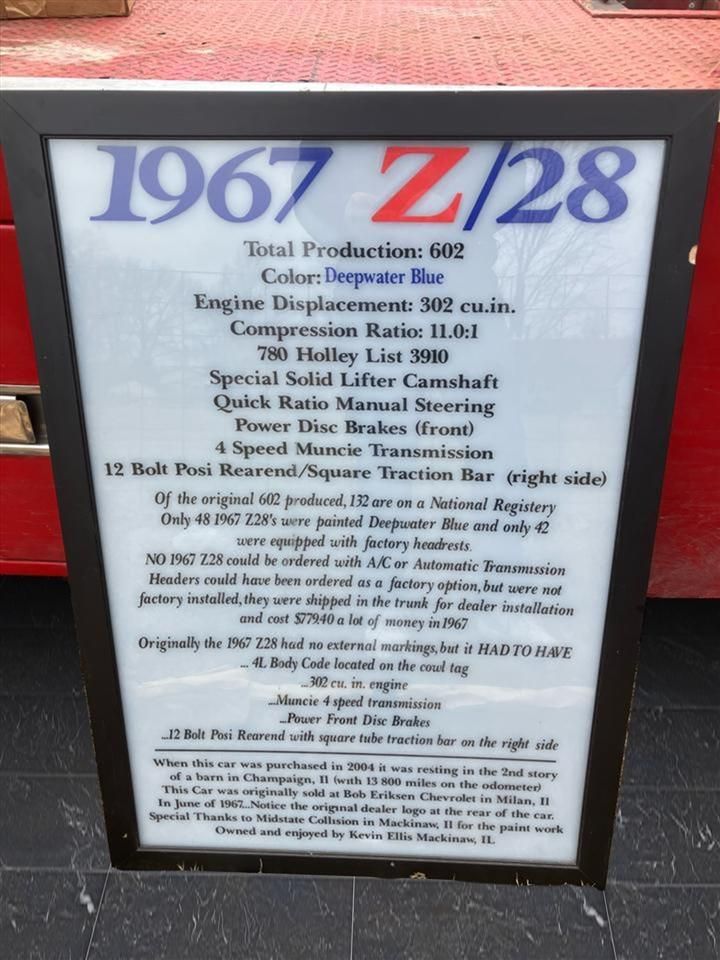 1967 Z/28
Total Production: 602
Color: Deepwater Blue
Engine Displacement: 302 cu.in.
Compression Ratio: 11.0:1
780 Holley List 3910
Special Solid Lifter Camshaft
Quick Ratio Manual Steering
Power Disc Brakes (front)
4 Speed Muncie Transmission
12 Bolt Posi Rearend/Square Traction Bar (right side)
Of the original 602 produced, 132 are on a National Registery
Only 48 1967 Z28's were painted Deepwater Blue and only 42
were equipped with factory headrests.
NO 1967 Z28 could be ordered with A/C or Automatic Transmission
Headers could have been ordered as a factory option, but were not
factory installed, they were shipped in the trunk for dealer installation
and cost $779.40 a lot of money in 1967
Originally the 1967 Z28 had no external markings, but it HAD TO HAVE
... 4L Body Code located on the cowl tag
...302 cu. in. engine
...Muncie 4 speed transmission
...Power Front Disc Brakes
...12 Bolt Posi Rearend with square tube traction bar on the right side
When this car was purchased in 2004 it was resting in the 2nd story
of a barn in Champaign, Il (with 13 800 miles on the odometer)
This Car was originally sold at Bob Eriksen Chevrolet in Milan, Il
In June of 1967...Notice the original dealer logo at the rear of the car.
Special Thanks to Midstate Collision in Mackinaw, Il for the paint work
Owned and enjoyed by Kevin Ellis Mackinaw, IL